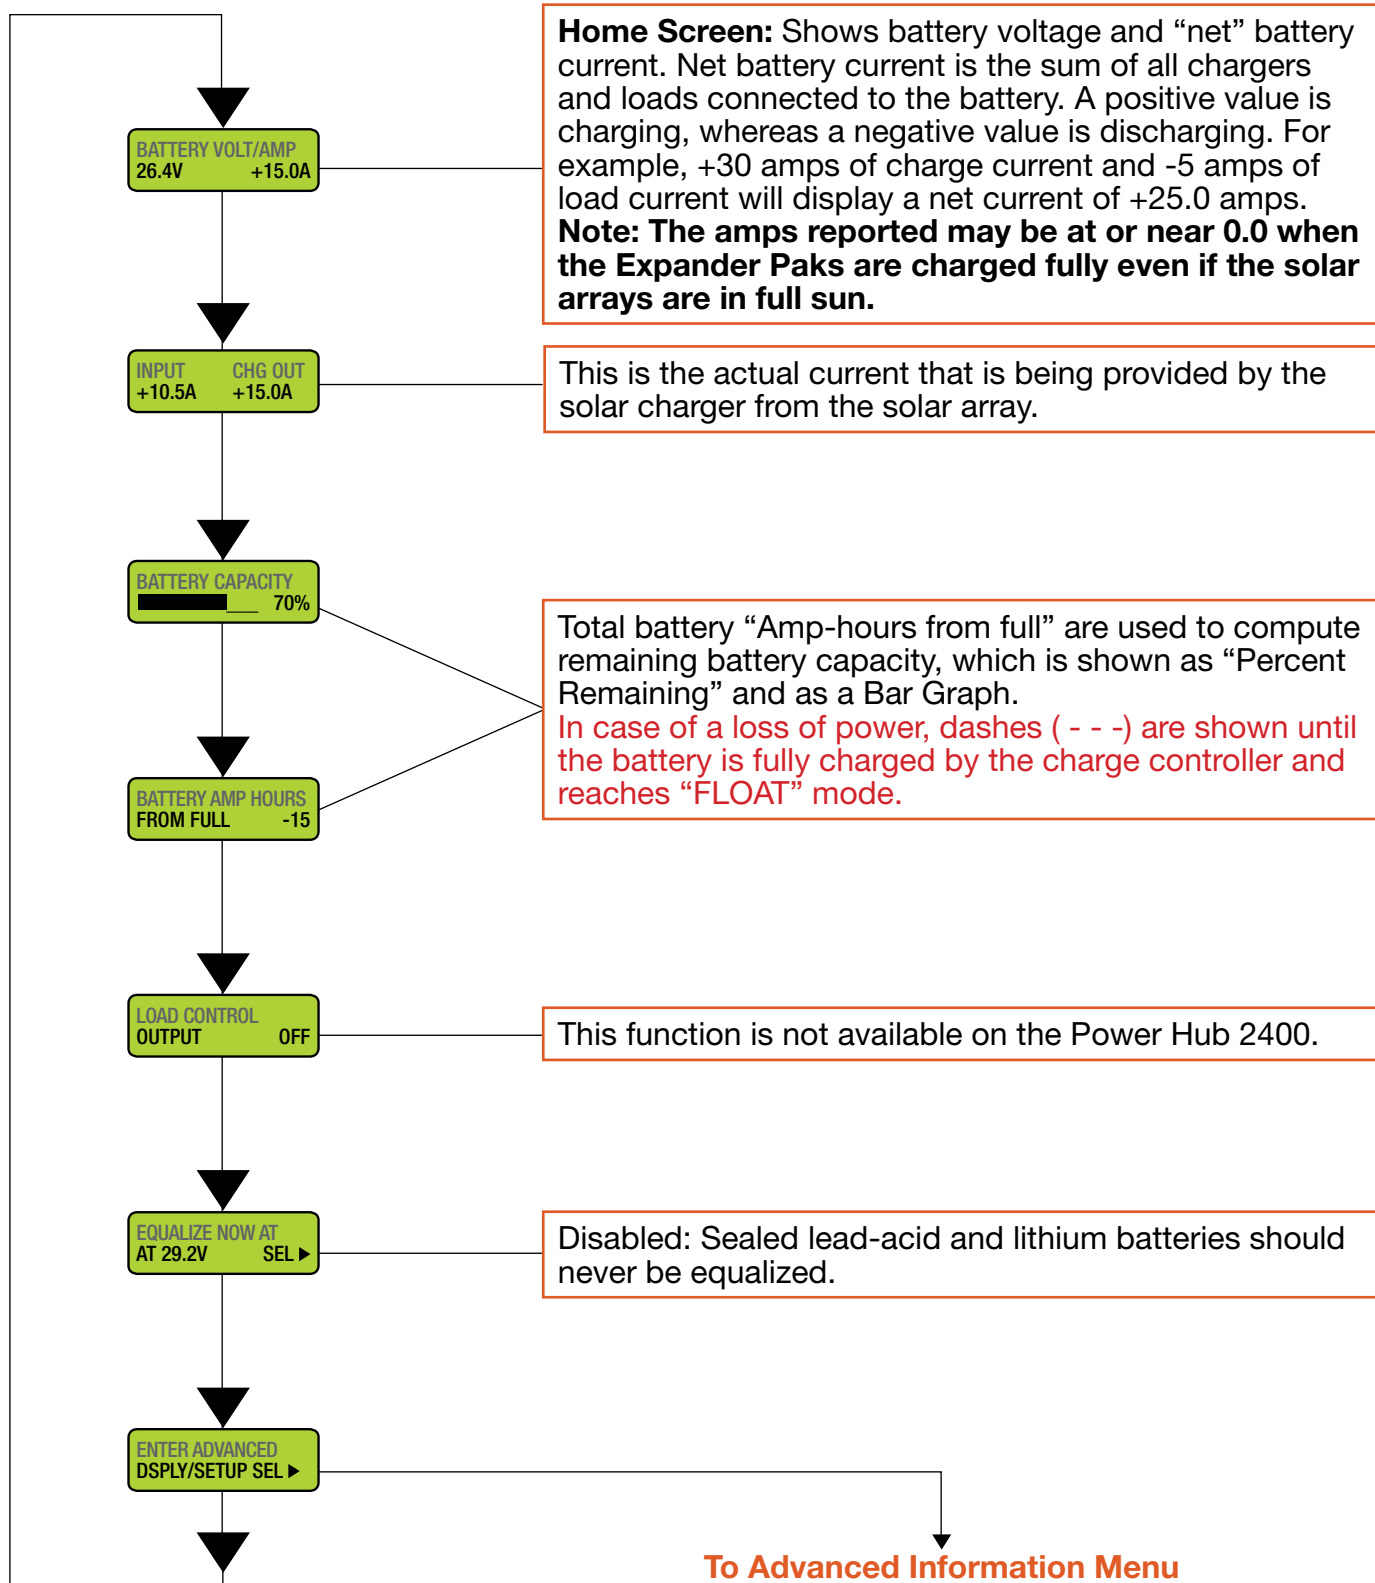 Home Screen: Shows battery voltage and “net” battery
current. Net battery current is the sum of all chargers
and loads connected to the battery. A positive value is
charging, whereas a negative value is discharging. For
example, +30 amps of charge current and -5 amps of
load current will display a net current of +25.0 amps.
Note: The amps reported may be at or near 0.0 when
the Expander Paks are charged fully even if the solar
arrays are in full sun.
BATTERY VOLT/AMP
26.4V +15.0A
INPUT CHG OUT
+10.5A +15.0A
This is the actual current that is being provided by the
solar charger from the solar array.
BATTERY CAPACITY
___ 70%
Total battery “Amp-hours from full” are used to compute
remaining battery capacity, which is shown as “Percent
Remaining” and as a Bar Graph.
In case of a loss of power, dashes ( - - -) are shown until
the battery is fully charged by the charge controller and
reaches “FLOAT” mode.
BATTERY AMP HOURS
FROM FULL -15
LOAD CONTROL
OUTPUT OFF
This function is not available on the Power Hub 2400.
EQUALIZE NOW AT
AT 29.2V SEL ▶
Disabled: Sealed lead-acid and lithium batteries should
never be equalized.
ENTER ADVANCED
DSPLY/SETUP SEL ▶
To Advanced Information Menu